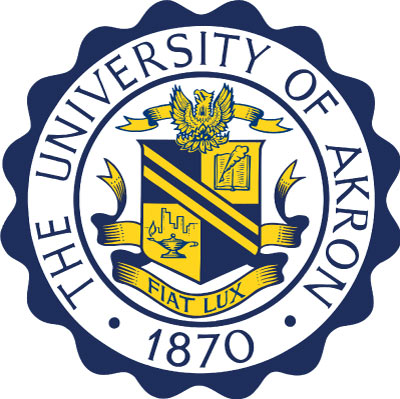 THE UNIVERSITY OF AKRON
FIAT LUX
• 1870 •